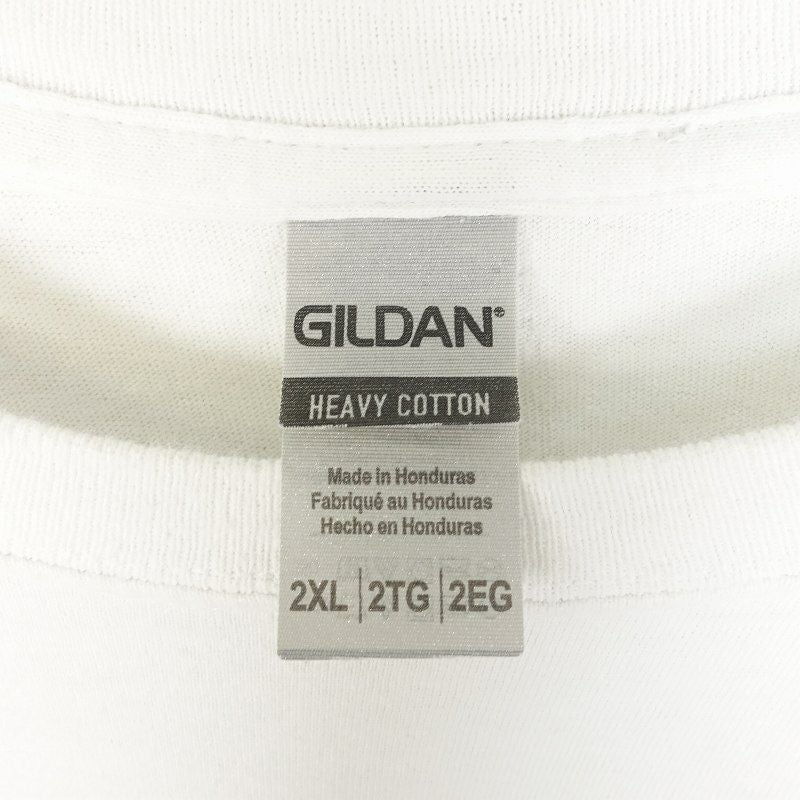 GILDAN®
HEAVY COTTON
Made in Honduras
Fabriqué au Honduras
Hecho en Honduras
2XL | 2TG | 2EG